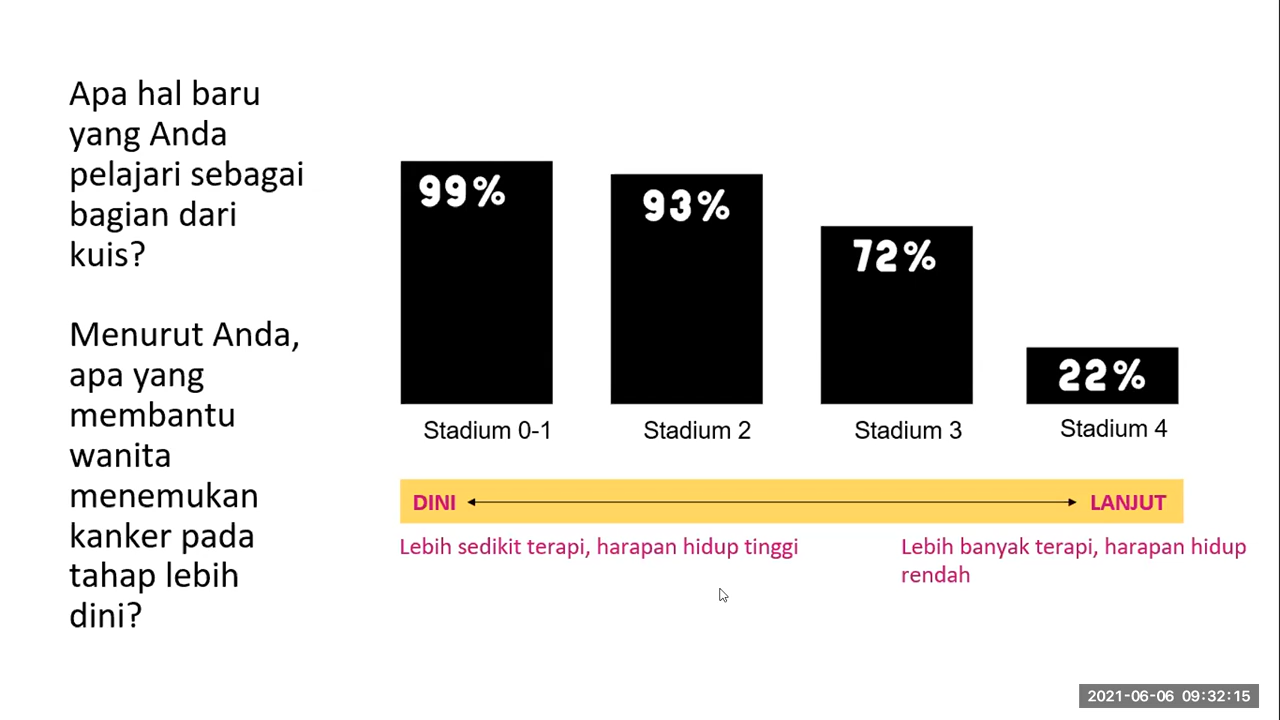 Apa hal baru
yang Anda
pelajari sebagai
bagian dari
kuis?
Menurut Anda,
apa yang
membantu
wanita
menemukan
kanker pada
tahap lebih
dini?
99%
93%
72%
22%
Stadium 0-1
Stadium 2
Stadium 3
Stadium 4
DINI
LANJUT
Lebih sedikit terapi, harapan hidup tinggi
Lebih banyak terapi, harapan hidup
rendah
2021-06-06 09:32:15